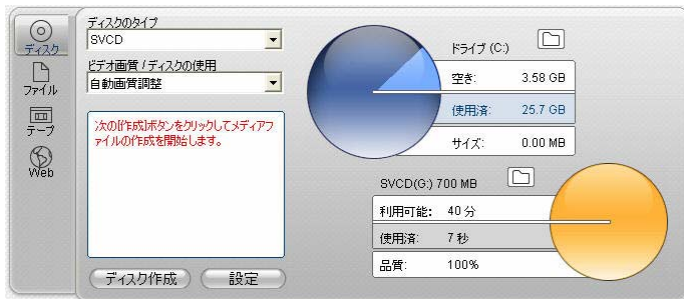 ディスク
ファイル
テープ
Web
ディスクのタイプ
SVCD
ビデオ画質 / ディスクの使用
自動画質調整
次の[作成]ボタンをクリックしてメディアフ
ァイルの作成を開始します。
ディスク作成
設定
ドライブ (C:)
空き: 3.58 GB
使用済: 25.7 GB
サイズ: 0.00 MB
SVCD(G:) 700 MB
利用可能: 40 分
使用済: 7 秒
品質: 100%